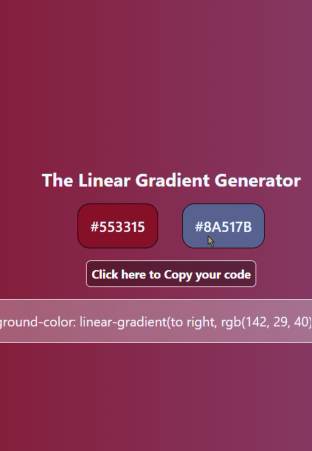 The Linear Gradient Generator
#553315 #8A517B
Click here to Copy your code
ground-color: linear-gradient(to right, rgb(142, 29, 40)